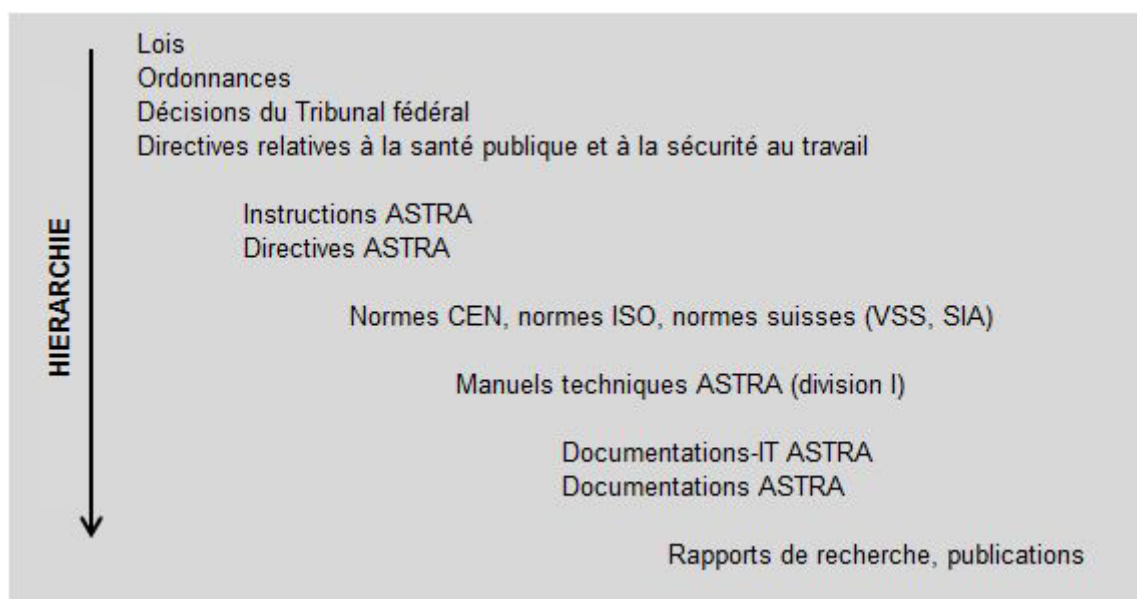 Lois
Ordonnances
Décisions du Tribunal fédéral
Directives relatives à la santé publique et à la sécurité au travail
HIERARCHIE
Instructions ASTRA
Directives ASTRA
Normes CEN, normes ISO, normes suisses (VSS, SIA)
Manuels techniques ASTRA (division I)
Documentations-IT ASTRA
Documentations ASTRA
Rapports de recherche, publications